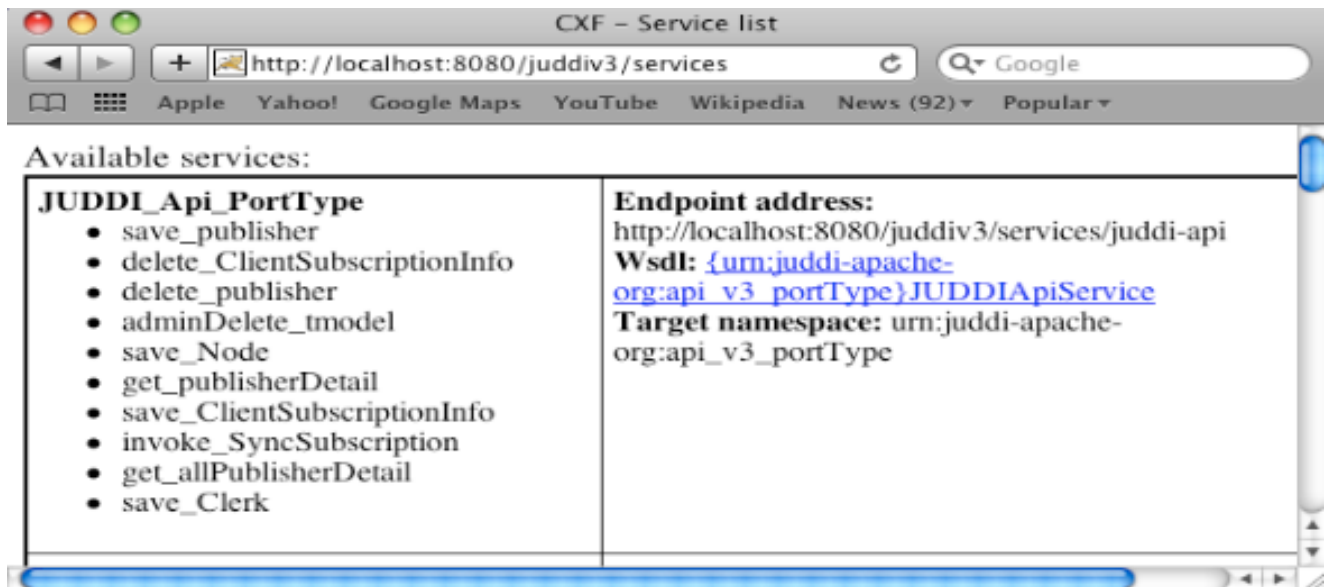 CXF – Service list
http://localhost:8080/juddiv3/services
Google
Apple Yahoo! Google Maps YouTube Wikipedia News (92) Popular
Available services:
JUDDI_Api_PortType
• save_publisher
• delete_ClientSubscriptionInfo
• delete_publisher
• adminDelete_tmodel
• save_Node
• get_publisherDetail
• save_ClientSubscriptionInfo
• invoke_SyncSubscription
• get_allPublisherDetail
• save_Clerk
Endpoint address:
http://localhost:8080/juddiv3/services/juddi-api
Wsdl: {urn:juddi-apache-
org:api_v3_portType}JUDDIApiService
Target namespace: urn:juddi-apache-
org:api_v3_portType